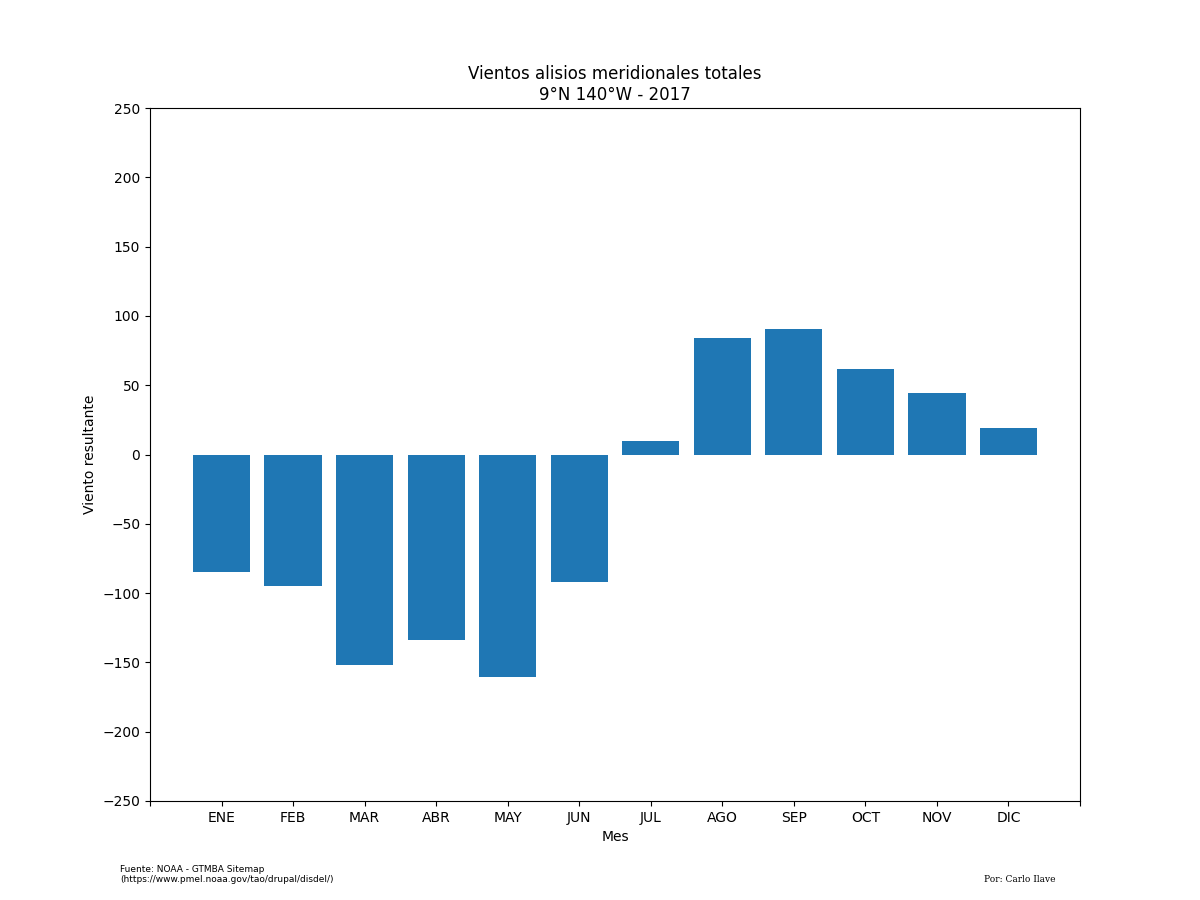 Vientos alisios meridionales totales
9°N 140°W - 2017
250
200
150
100
50
0
−50
−100
−150
−200
−250
Viento resultante
ENE FEB MAR ABR MAY JUN JUL AGO SEP OCT NOV DIC
Mes
Fuente: NOAA - GTMBA Sitemap
(https://www.pmel.noaa.gov/tao/drupal/disdel/)
Por: Carlo Ilave